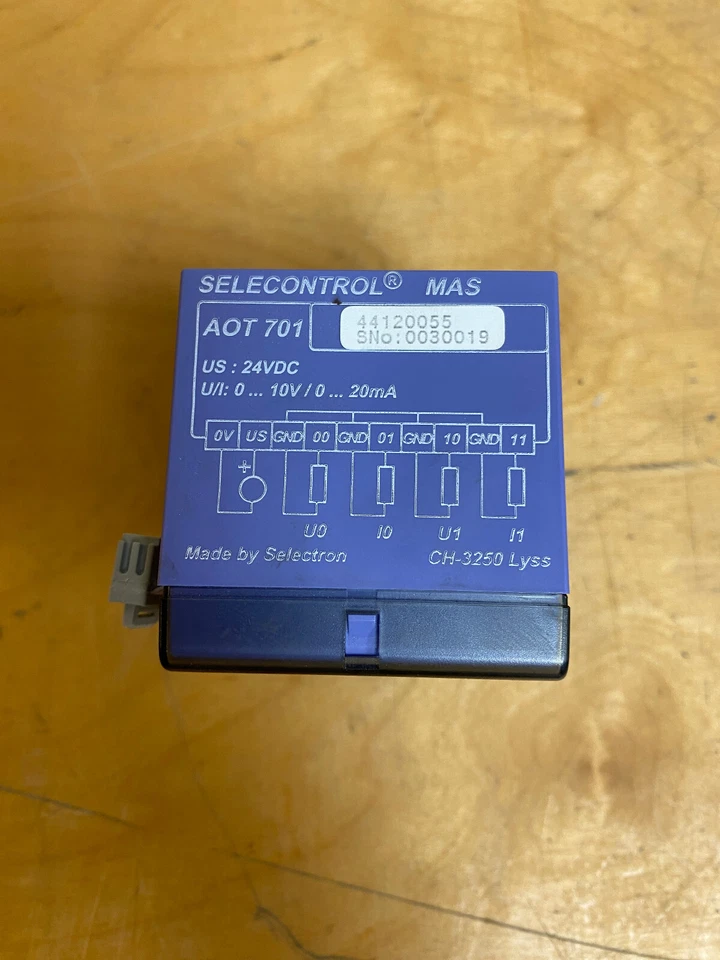 SELECONTROL® MAS
AOT 701
44120055
SNo:0030019
US : 24VDC
U/I: 0 ... 10V / 0 ... 20mA
0V US GND 00 GND 01 GND 10 GND 11
+
U0 I0 U1 I1
Made by Selectron CH-3250 Lyss